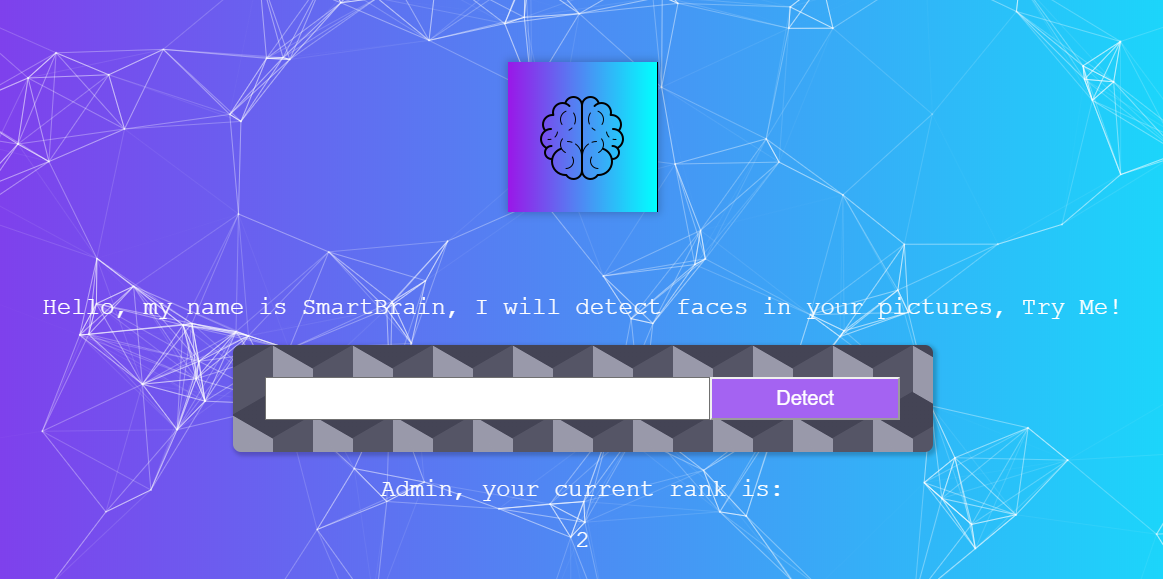 Hello, my name is SmartBrain, I will detect faces in your pictures, Try Me!
Detect
Admin, your current rank is:
2